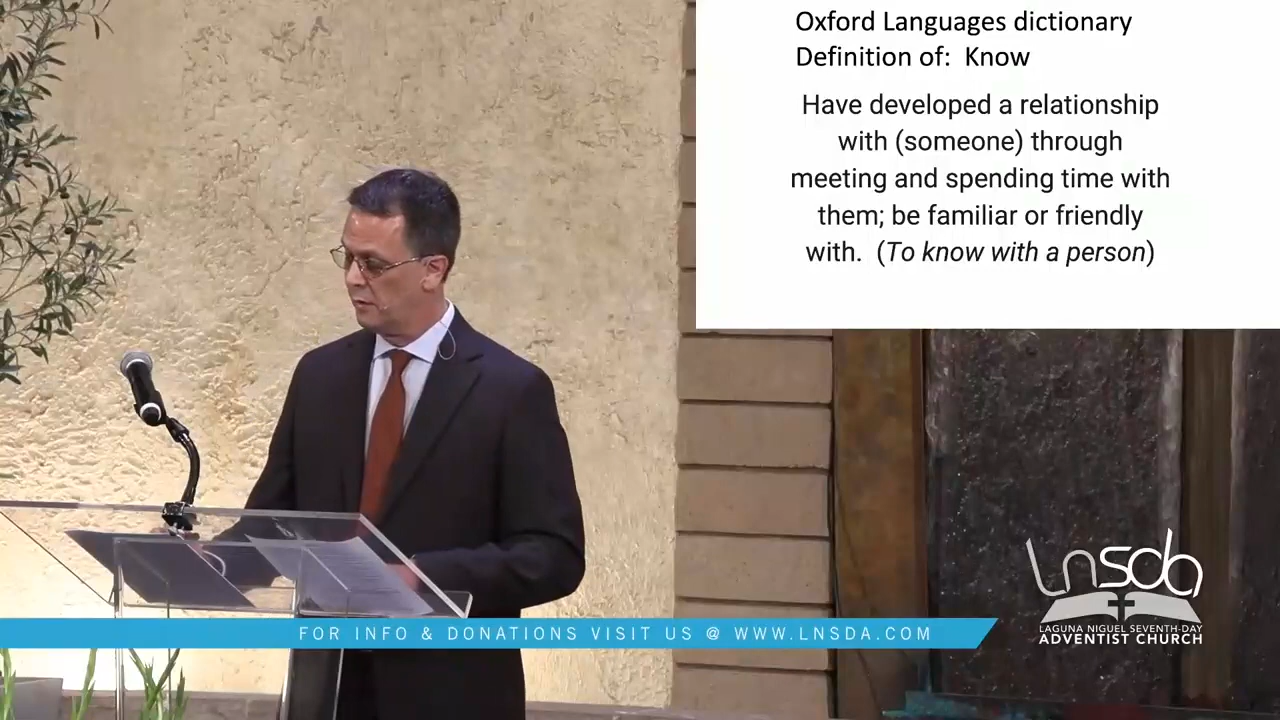 Oxford Languages dictionary
Definition of:  Know
Have developed a relationship
with (someone) through
meeting and spending time with
them; be familiar or friendly
with.  (To know with a person)
lnsda
LAGUNA NIGUEL SEVENTH-DAY
ADVENTIST CHURCH
FOR INFO & DONATIONS VISIT US @ WWW.LNSDA.COM